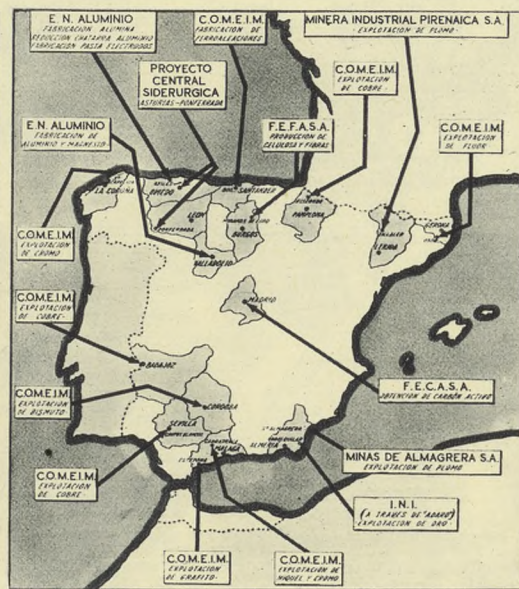 E. N. ALUMINIO
FABRICACION ALUMINA
REDUCCION CHATARRA ALUMINIO
FABRICACION PASTA ELECTRODOS
C.O.M.E.I.M.
FABRICACION DE
FERROALEACIONES
MINERA INDUSTRIAL PIRENAICA S.A.
- EXPLOTACION DE PLOMO -
PROYECTO
CENTRAL
SIDERURGICA
ASTURIAS-PONFERRADA
C.O.M.E.I.M.
EXPLOTACION
DE COBRE -
E.N. ALUMINIO
FABRICACION DE
ALUMINIO Y MAGNESIO
F.E.F.A.S.A.
PRODUCCION DE
CELULOSA Y FIBRAS
C.O.M.E.I.M.
EXPLOTACION
DE FLUOR
LA CORUÑA
OVIEDO
SANTANDER
LEON
PONFERRADA
BURGOS
PAMPLONA
GERONA
LERIDA
VALLADOLID
C.O.M.E.I.M.
EXPLOTACION
DE CROMO
MADRID
C.O.M.E.I.M.
EXPLOTACION
DE COBRE -
BADAJOZ
F.E.C.A.S.A.
OBTENCION DE CARBÓN ACTIVO
C.O.M.E.I.M.
EXPLOTACION
DE BISMUTO
CORDOBA
SEVILLA
MALAGA
ALMERIA
MINAS DE ALMAGRERA S.A.
EXPLOTACION DE PLOMO
C.O.M.E.I.M.
EXPLOTACION
DE COBRE
I.N.I.
(A TRAVES DE "ADARO")
EXPLOTACION DE ORO -
C.O.M.E.I.M.
EXPLOTACION
DE GRAFITO -
C.O.M.E.I.M.
EXPLOTACION DE
NIQUEL Y CROMO